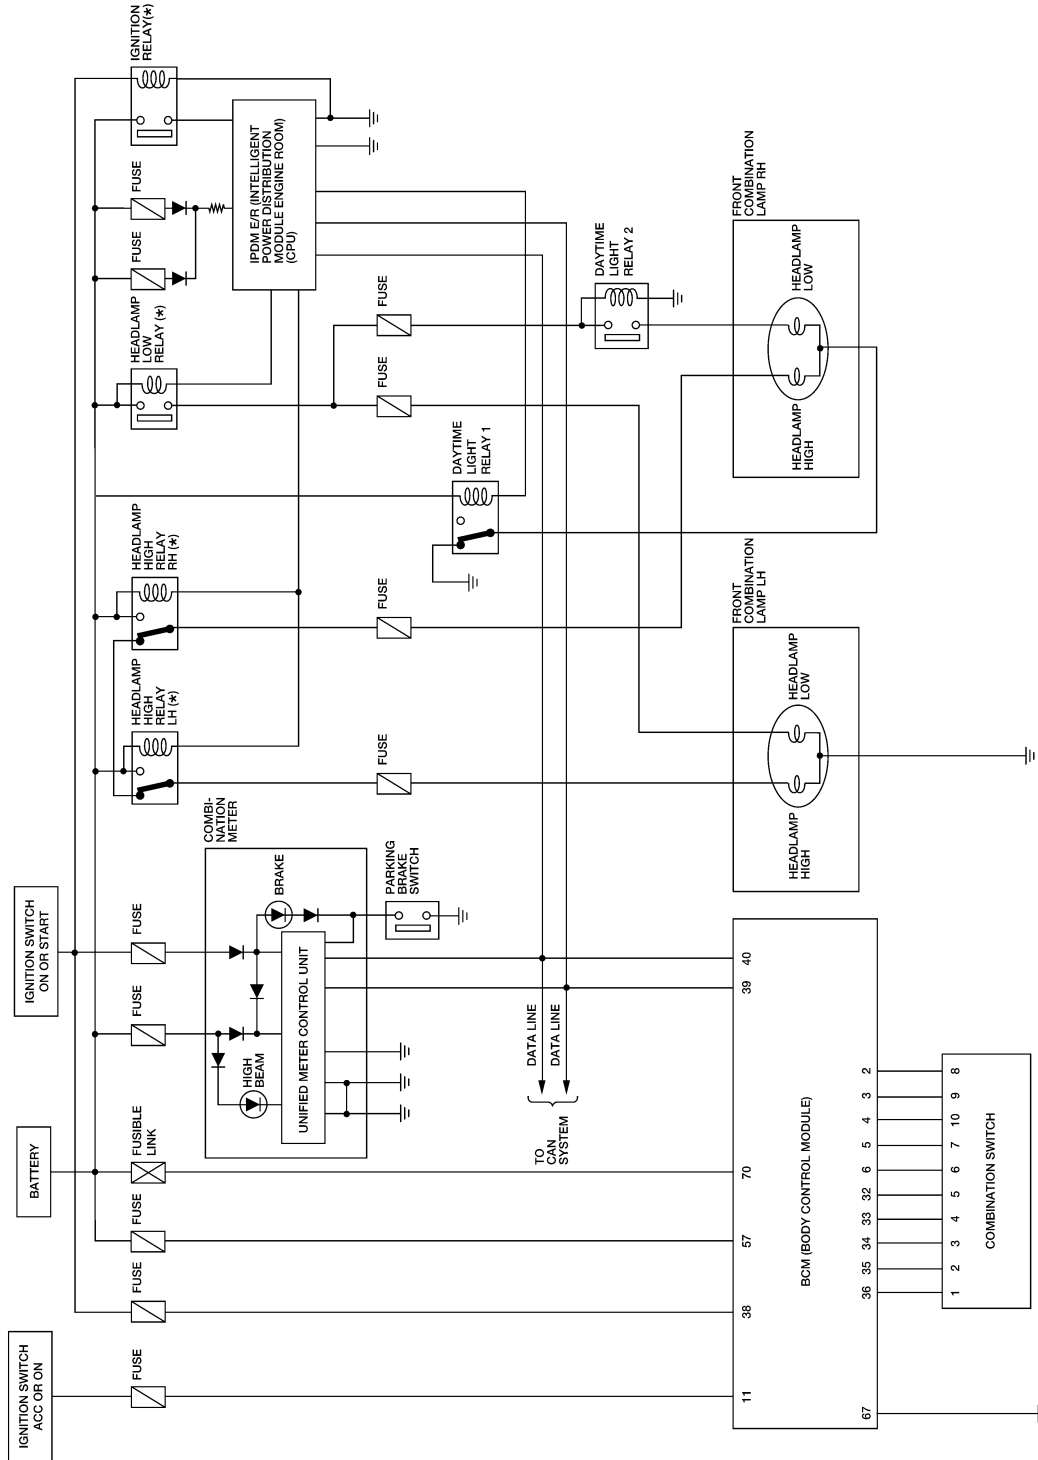 IGNITION SWITCH
ACC OR ON
FUSE
11
FUSE
38
FUSE
57
BATTERY
FUSIBLE
LINK
70
IGNITION SWITCH
ON OR START
FUSE
FUSE
COMBI-
NATION
METER
HIGH
BEAM
BRAKE
UNIFIED METER CONTROL UNIT
PARKING
BRAKE
SWITCH
DATA LINE
DATA LINE
TO
CAN
SYSTEM
39
40
HEADLAMP
HIGH
RELAY
LH (*)
FUSE
HEADLAMP
HIGH
RELAY
RH (*)
FUSE
DAYTIME
LIGHT
RELAY 1
HEADLAMP
LOW
RELAY (*)
FUSE
FUSE
DAYTIME
LIGHT
RELAY 2
FUSE
FUSE
IGNITION
RELAY(*)
IPDM E/R (INTELLIGENT
POWER DISTRIBUTION
MODULE ENGINE ROOM)
(CPU)
FRONT
COMBINATION
LAMP LH
HEADLAMP
HIGH
HEADLAMP
LOW
FRONT
COMBINATION
LAMP RH
HEADLAMP
HIGH
HEADLAMP
LOW
BCM (BODY CONTROL MODULE)
67
36 35 34 33 32 6 5 4 3 2
1 2 3 4 5 6 7 10 9 8
COMBINATION SWITCH